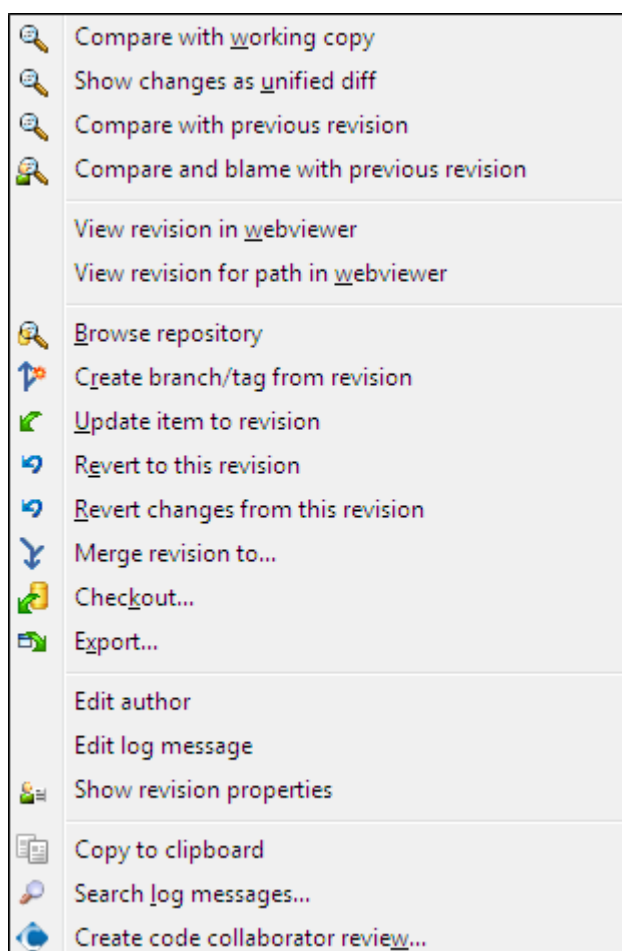 Compare with working copy
Show changes as unified diff
Compare with previous revision
Compare and blame with previous revision
View revision in webviewer
View revision for path in webviewer
Browse repository
Create branch/tag from revision
Update item to revision
Revert to this revision
Revert changes from this revision
Merge revision to...
Checkout...
Export...
Edit author
Edit log message
Show revision properties
Copy to clipboard
Search log messages...
Create code collaborator review...